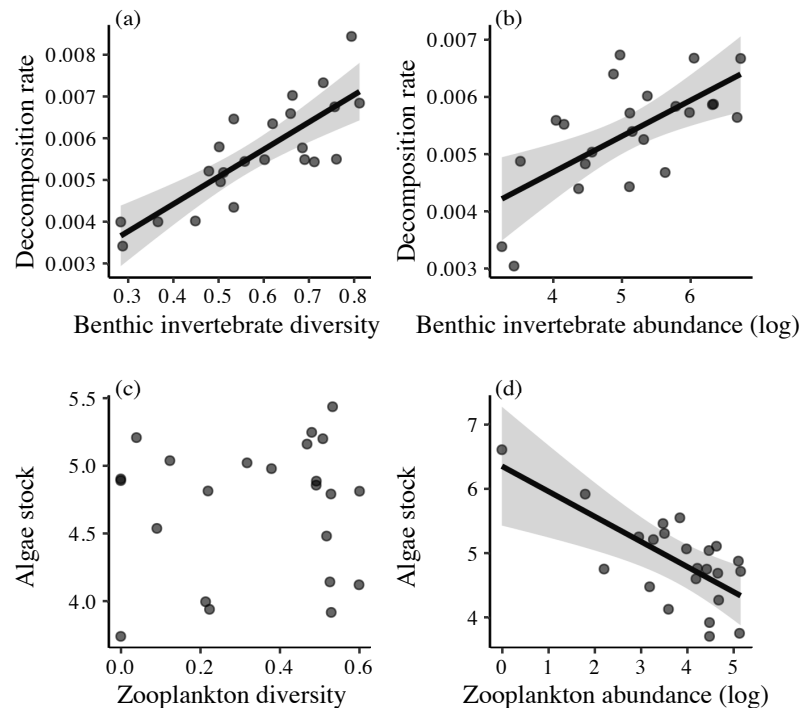 (a)
Deccomposition rate
0.008
0.007
0.006
0.005
0.004
0.003
0.3 0.4 0.5 0.6 0.7 0.8
Benthic invertebrate diversity
(b)
Decomposition rate
0.007
0.006
0.005
0.004
0.003
4 5 6
Benthic invertebrate abundance (log)
(c)
Algae stock
5.5
5.0
4.5
4.0
0.0 0.2 0.4 0.6
Zooplankton diversity
(d)
Algae stock
7
6
5
4
0 1 2 3 4 5
Zooplankton abundance (log)